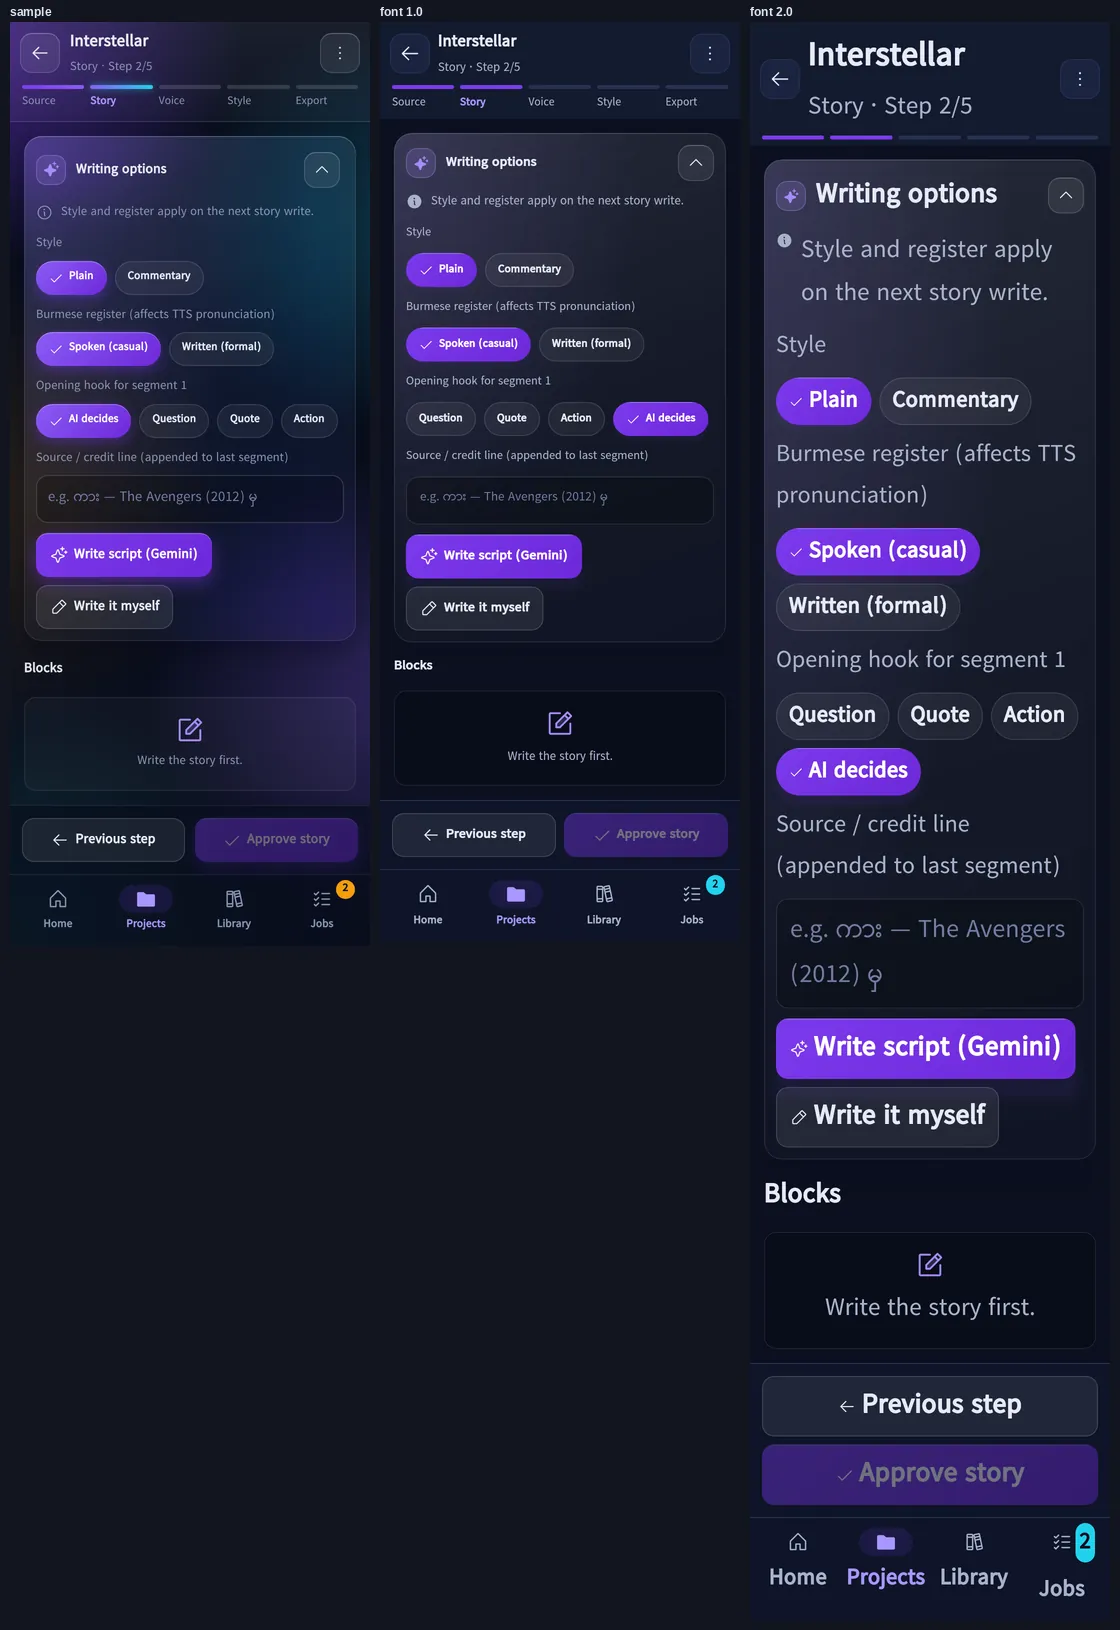 sample
Interstellar
Story · Step 2/5
Source Story Voice Style Export
Writing options
Style and register apply on the next story write.
Style
Plain Commentary
Burmese register (affects TTS pronunciation)
Spoken (casual) Written (formal)
Opening hook for segment 1
AI decides Question Quote Action
Source / credit line (appended to last segment)
e.g. ကား — The Avengers (2012) မှ
Write script (Gemini)
Write it myself
Blocks
Write the story first.
Previous step Approve story
2
Home Projects Library Jobs
font 1.0
Interstellar
Story · Step 2/5
Source Story Voice Style Export
Writing options
Style and register apply on the next story write.
Style
Plain Commentary
Burmese register (affects TTS pronunciation)
Spoken (casual) Written (formal)
Opening hook for segment 1
Question Quote Action AI decides
Source / credit line (appended to last segment)
e.g. ကား — The Avengers (2012) မှ
Write script (Gemini)
Write it myself
Blocks
Write the story first.
Previous step Approve story
2
Home Projects Library Jobs
font 2.0
Interstellar
Story · Step 2/5
Writing options
Style and register apply
on the next story write.
Style
Plain Commentary
Burmese register (affects TTS
pronunciation)
Spoken (casual)
Written (formal)
Opening hook for segment 1
Question Quote Action
AI decides
Source / credit line
(appended to last segment)
e.g. ကား — The Avengers
(2012) မှ
Write script (Gemini)
Write it myself
Blocks
Write the story first.
Previous step
Approve story
2
Home Projects Library Jobs